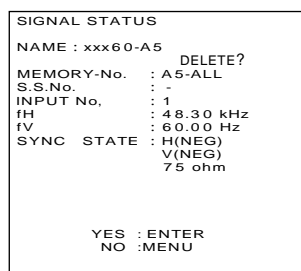 SIGNAL STATUS
NAME : xxx60-A5
DELETE?
MEMORY-No. : A5-ALL
S.S.No. : -
INPUT No, : 1
fH : 48.30 kHz
fV : 60.00 Hz
SYNC STATE : H(NEG)
V(NEG)
75 ohm
YES : ENTER
NO :MENU